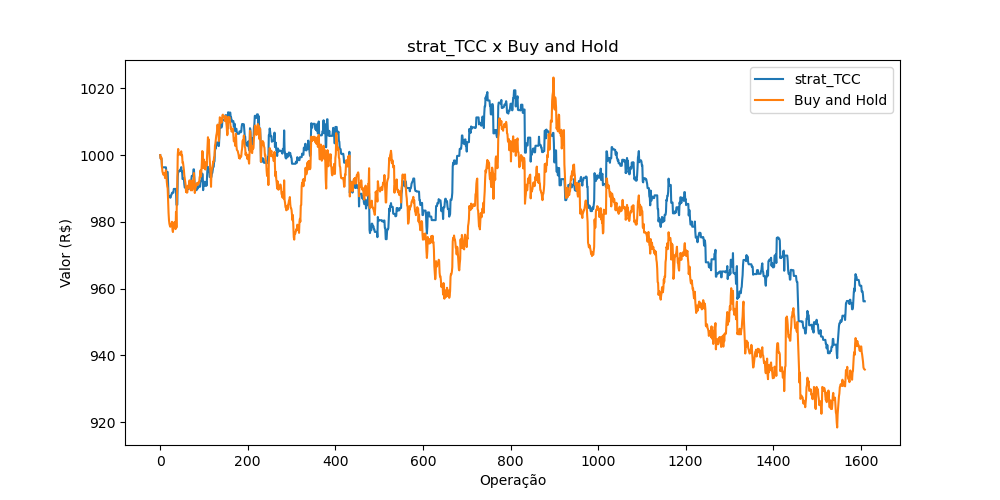 strat_TCC x Buy and Hold
strat_TCC
Buy and Hold
Valor (R$)
1020
1000
980
960
940
920
0 200 400 600 800 1000 1200 1400 1600
Operação